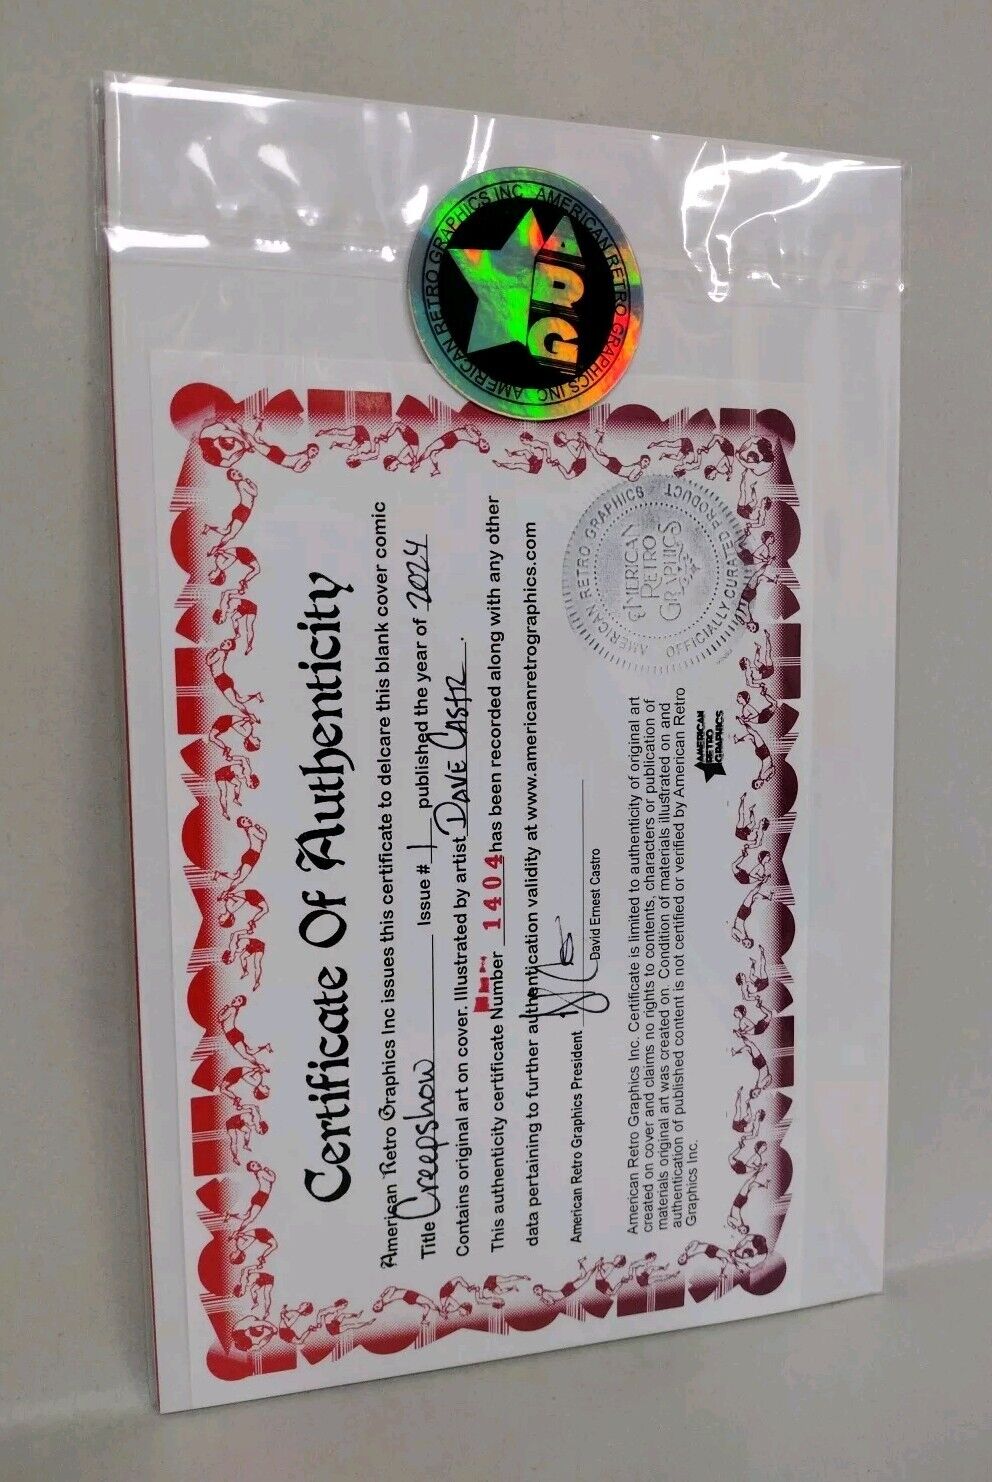 AMERICAN RETRO GRAPHICS INC AMERICAN RETRO GRAPHICS INC
Certificate Of Authenticity
American Retro Graphics Inc issues this certificate to delcare this blank cover comic
Title Creepshow Issue # 1 published the year of 2024
Contains original art on cover. Illustrated by artist Dave Castr.
This authenticity certificate Number 1404 has been recorded along with any other
data pertaining to further authentication validity at www.americanretrographics.com
American Retro Graphics President
David Ernest Castro
American Retro Graphics Inc. Certificate is limited to authenticity of original art
created on cover and claims no rights to contents, characters or publication of
materials original art was created on. Condition of materials illustrated on and
authentication of published content is not certified or verified by American Retro
Graphics Inc.
AMERICAN
RETRO
GRAPHICS
AMERICAN RETRO GRAPHICS
AMERICAN
RETRO
GRAPHICS
OFFICIALLY CURATED PRODUCT